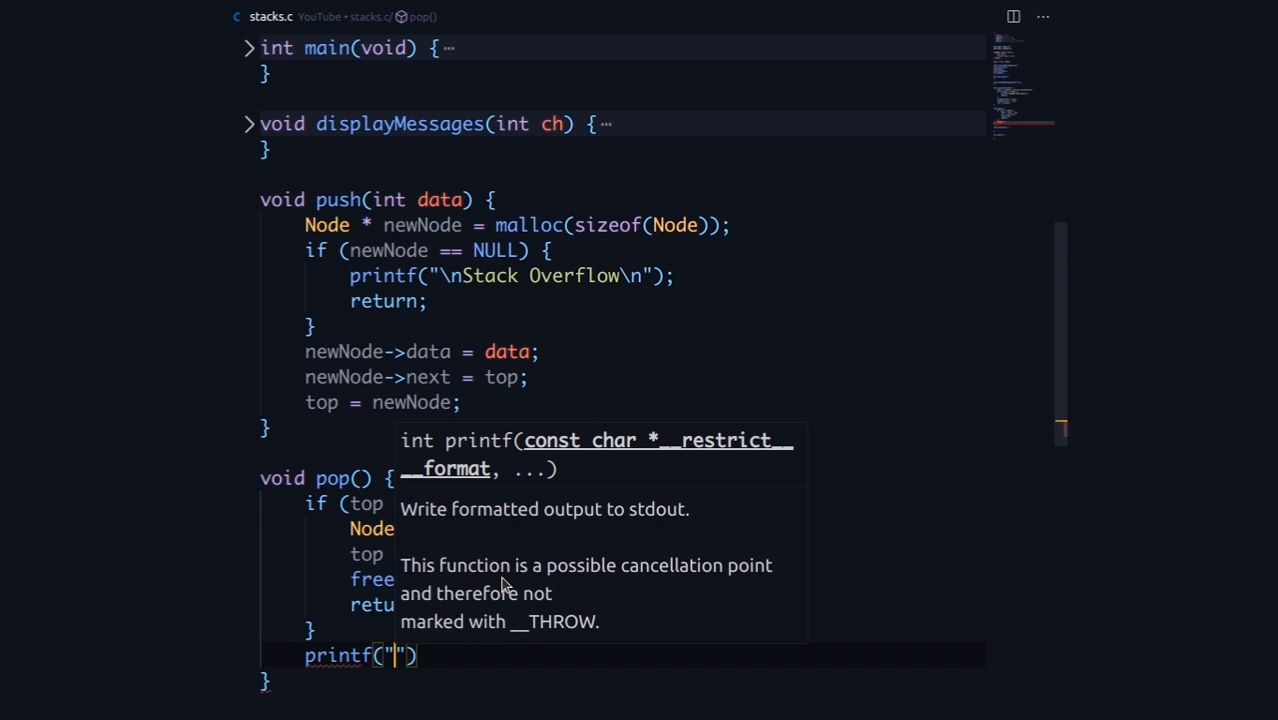 C stacks.c YouTube • stacks.c/ pop()
int main(void) { ⋯
}
void displayMessages(int ch) { ⋯
}
void push(int data) {
Node * newNode = malloc(sizeof(Node));
if (newNode == NULL) {
printf("\nStack Overflow\n");
return;
}
newNode->data = data;
newNode->next = top;
top = newNode;
}
int printf(const char *__restrict__
__format, ...)
Write formatted output to stdout.
This function is a possible cancellation point
and therefore not
marked with __THROW.
void pop() {
if (top
Node
top
free
retu
}
printf("")
}